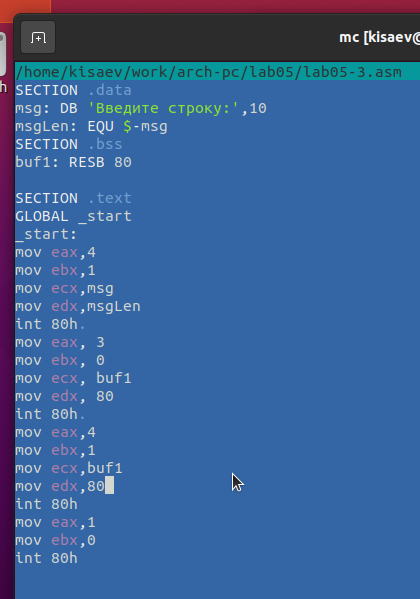 mc [kisaev@
h
/home/kisaev/work/arch-pc/lab05/lab05-3.asm
SECTION .data
msg: DB 'Введите строку:',10
msgLen: EQU $-msg
SECTION .bss
buf1: RESB 80
SECTION .text
GLOBAL _start
_start:
mov eax,4
mov ebx,1
mov ecx,msg
mov edx,msgLen
int 80h.
mov eax, 3
mov ebx, 0
mov ecx, buf1
mov edx, 80
int 80h.
mov eax,4
mov ebx,1
mov ecx,buf1
mov edx,80
int 80h
mov eax,1
mov ebx,0
int 80h